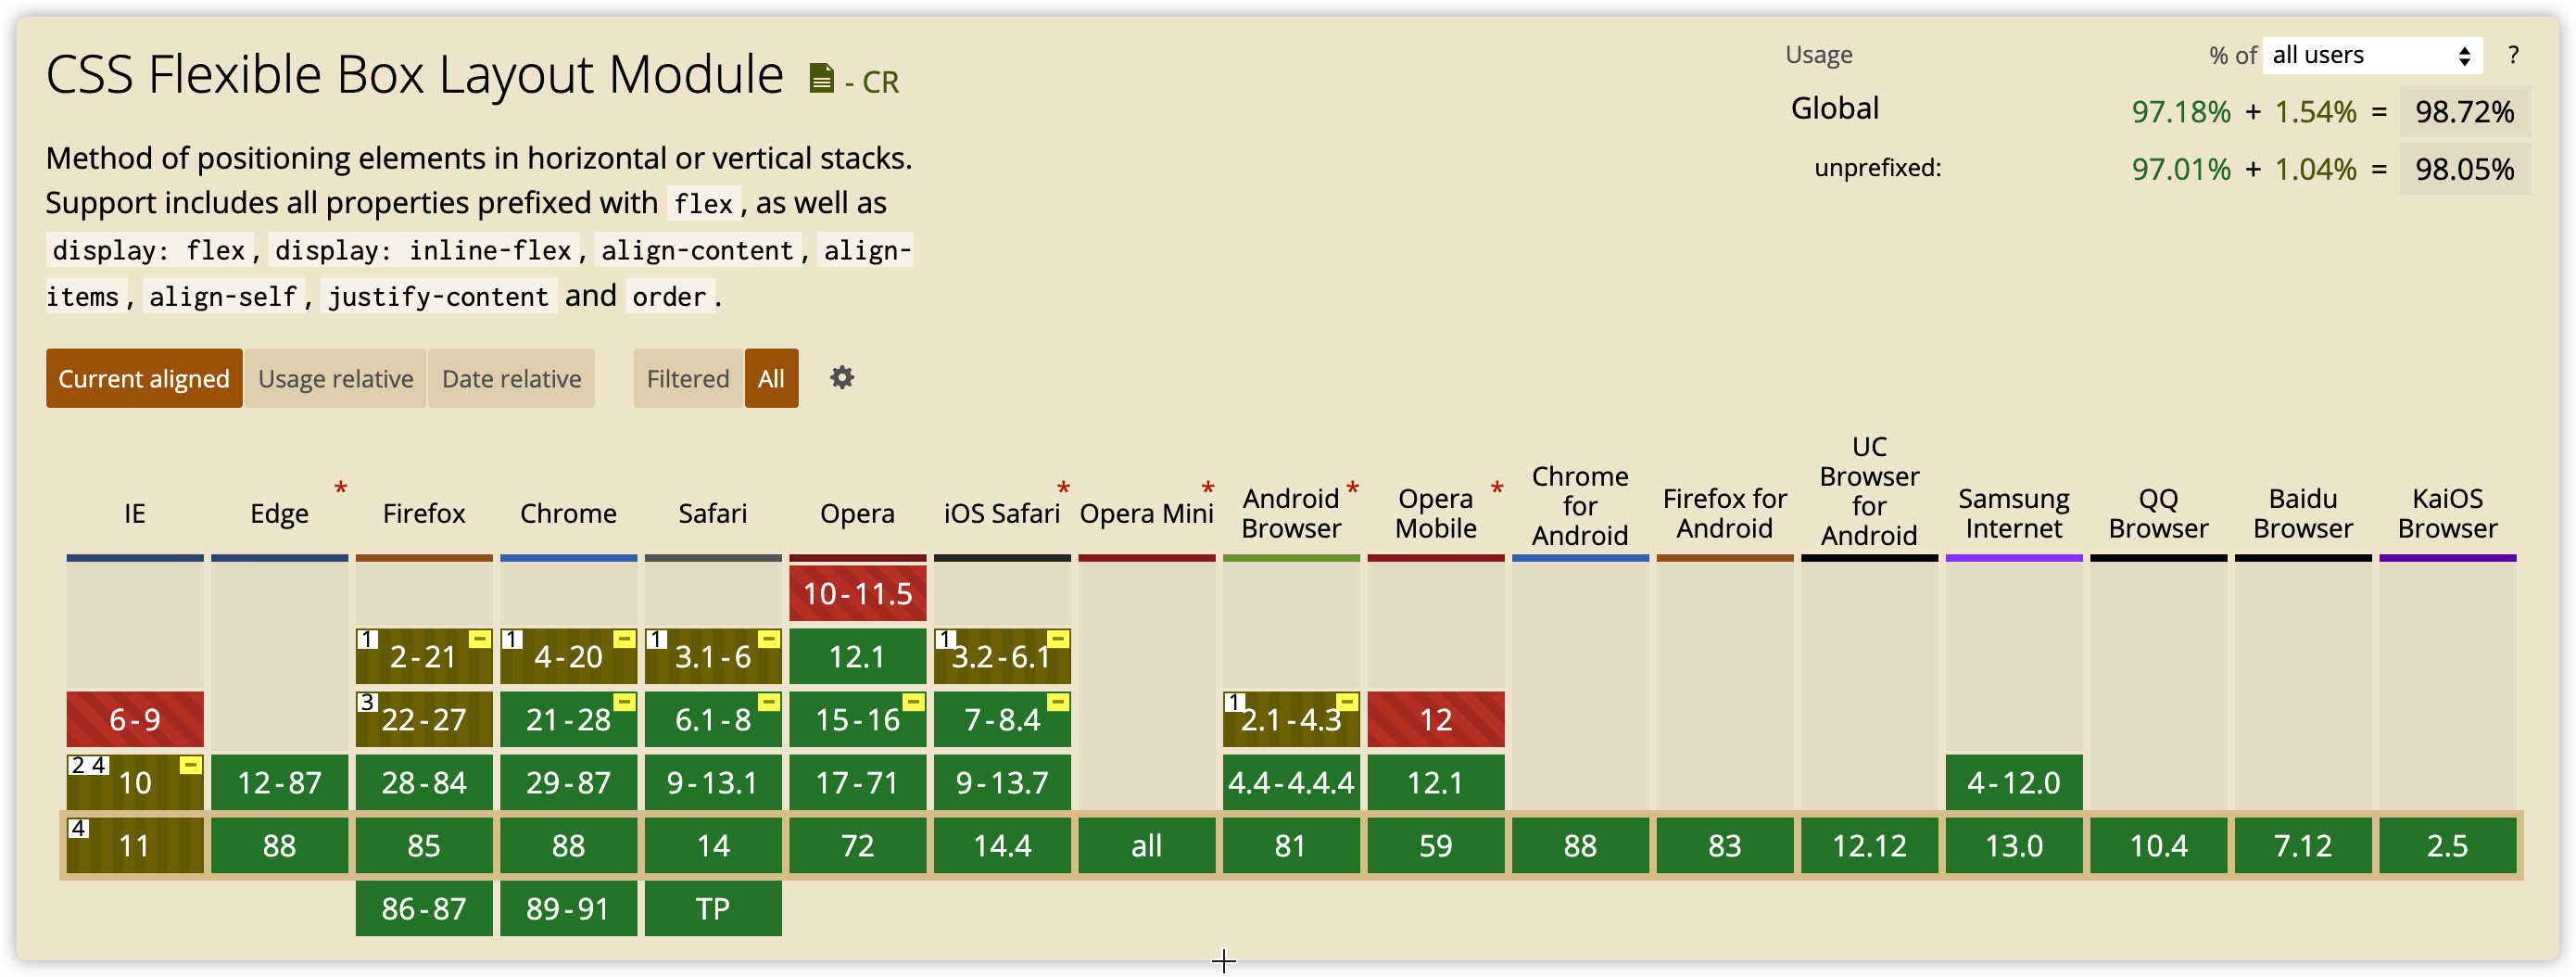 CSS Flexible Box Layout Module - CR
Usage % of all users ?
Global 97.18% + 1.54% = 98.72%
unprefixed: 97.01% + 1.04% = 98.05%
Method of positioning elements in horizontal or vertical stacks.
Support includes all properties prefixed with flex, as well as
display: flex, display: inline-flex, align-content, align-
items, align-self, justify-content and order.
Current aligned Usage relative Date relative Filtered All
IE Edge * Firefox Chrome Safari Opera iOS Safari * Opera Mini * Android Browser * Opera Mobile * Chrome for Android Firefox for Android UC Browser for Android Samsung Internet QQ Browser Baidu Browser KaiOS Browser
10-11.5
1 2-21 - 1 4-20 - 1 3.1-6 - 12.1 1 3.2-6.1 -
6-9 3 22-27 21-28 - 6.1-8 - 15-16 - 7-8.4 - 1 2.1-4.3 - 12
2 4 10 - 12-87 28-84 29-87 9-13.1 17-71 9-13.7 4.4-4.4.4 12.1 4-12.0
4 11 88 85 88 14 72 14.4 all 81 59 88 83 12.12 13.0 10.4 7.12 2.5
86-87 89-91 TP